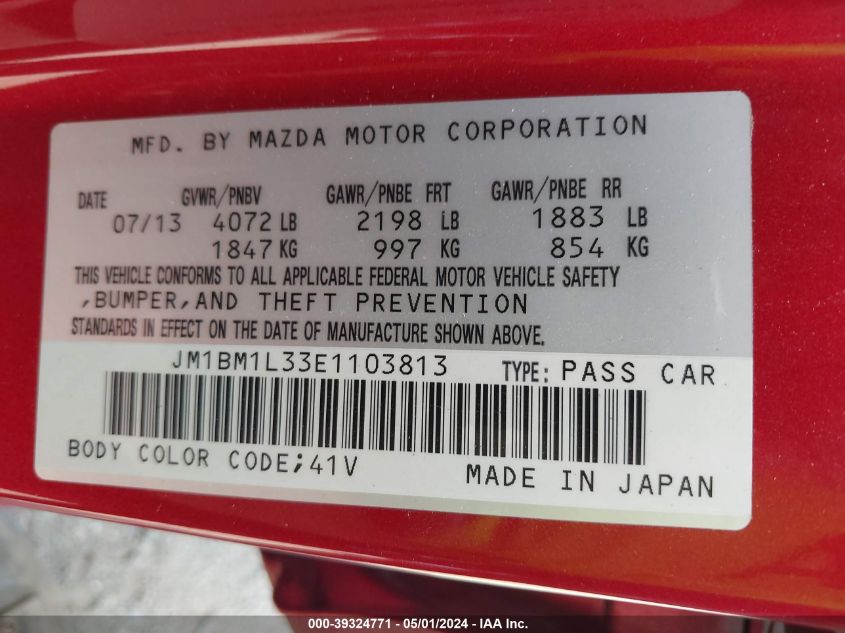 MFD. BY MAZDA MOTOR CORPORATION
DATE GVWR/PNBV GAWR/PNBE FRT GAWR/PNBE RR
07/13 4072 LB 2198 LB 1883 LB
1847 KG 997 KG 854 KG
THIS VEHICLE CONFORMS TO ALL APPLICABLE FEDERAL MOTOR VEHICLE SAFETY
,BUMPER,AND THEFT PREVENTION
STANDARDS IN EFFECT ON THE DATE OF MANUFACTURE SHOWN ABOVE.
JM1BM1L33E1103813 TYPE: PASS CAR
BODY COLOR CODE;41V MADE IN JAPAN
000-39324771 - 05/01/2024 - IAA Inc.